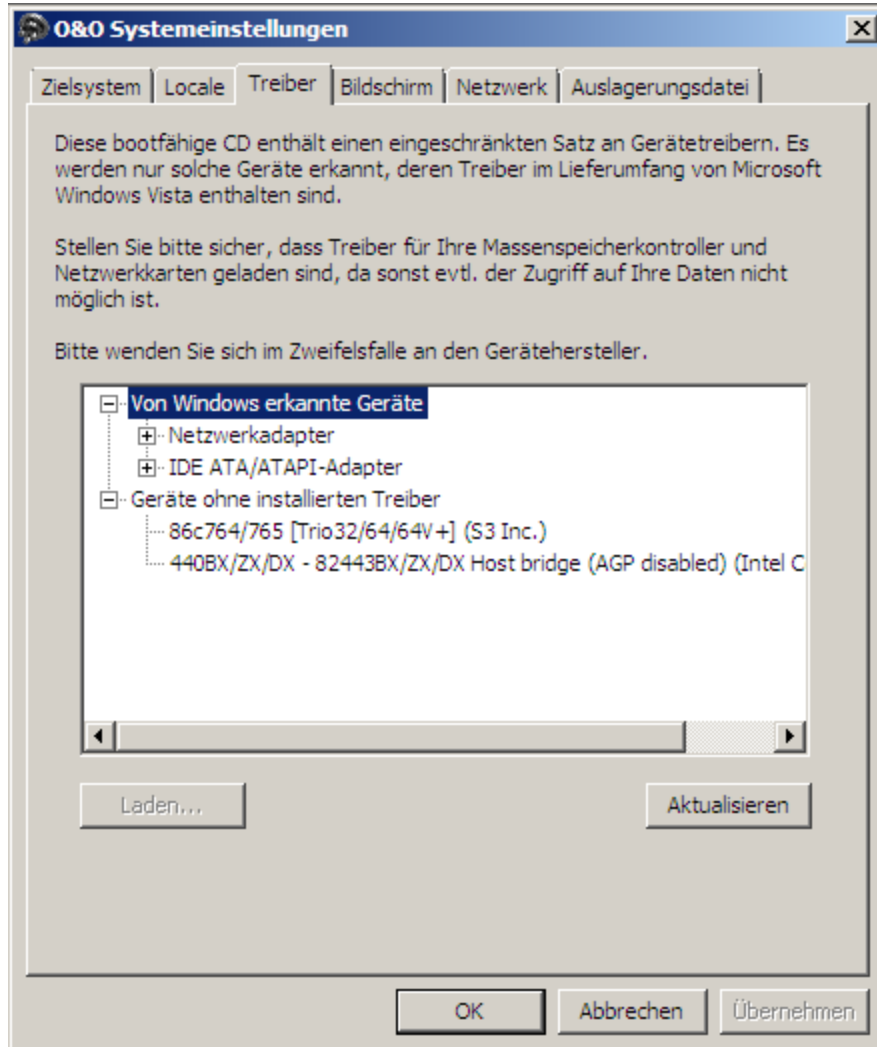 O&O Systemeinstellungen
Zielsystem Locale Treiber Bildschirm Netzwerk Auslagerungsdatei
Diese bootfähige CD enthält einen eingeschränkten Satz an Gerätetreibern. Es
werden nur solche Geräte erkannt, deren Treiber im Lieferumfang von Microsoft
Windows Vista enthalten sind.
Stellen Sie bitte sicher, dass Treiber für Ihre Massenspeicherkontroller und
Netzwerkkarten geladen sind, da sonst evtl. der Zugriff auf Ihre Daten nicht
möglich ist.
Bitte wenden Sie sich im Zweifelsfalle an den Gerätehersteller.
Von Windows erkannte Geräte
Netzwerkadapter
IDE ATA/ATAPI-Adapter
Geräte ohne installierten Treiber
86c764/765 [Trio32/64/64V+] (S3 Inc.)
440BX/ZX/DX - 82443BX/ZX/DX Host bridge (AGP disabled) (Intel C
Laden... Aktualisieren
OK Abbrechen Übernehmen